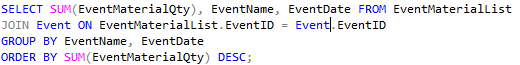 SELECT SUM(EventMaterialQty), EventName, EventDate FROM EventMaterialList
JOIN Event ON EventMaterialList.EventID = Event.EventID
GROUP BY EventName, EventDate
ORDER BY SUM(EventMaterialQty) DESC;